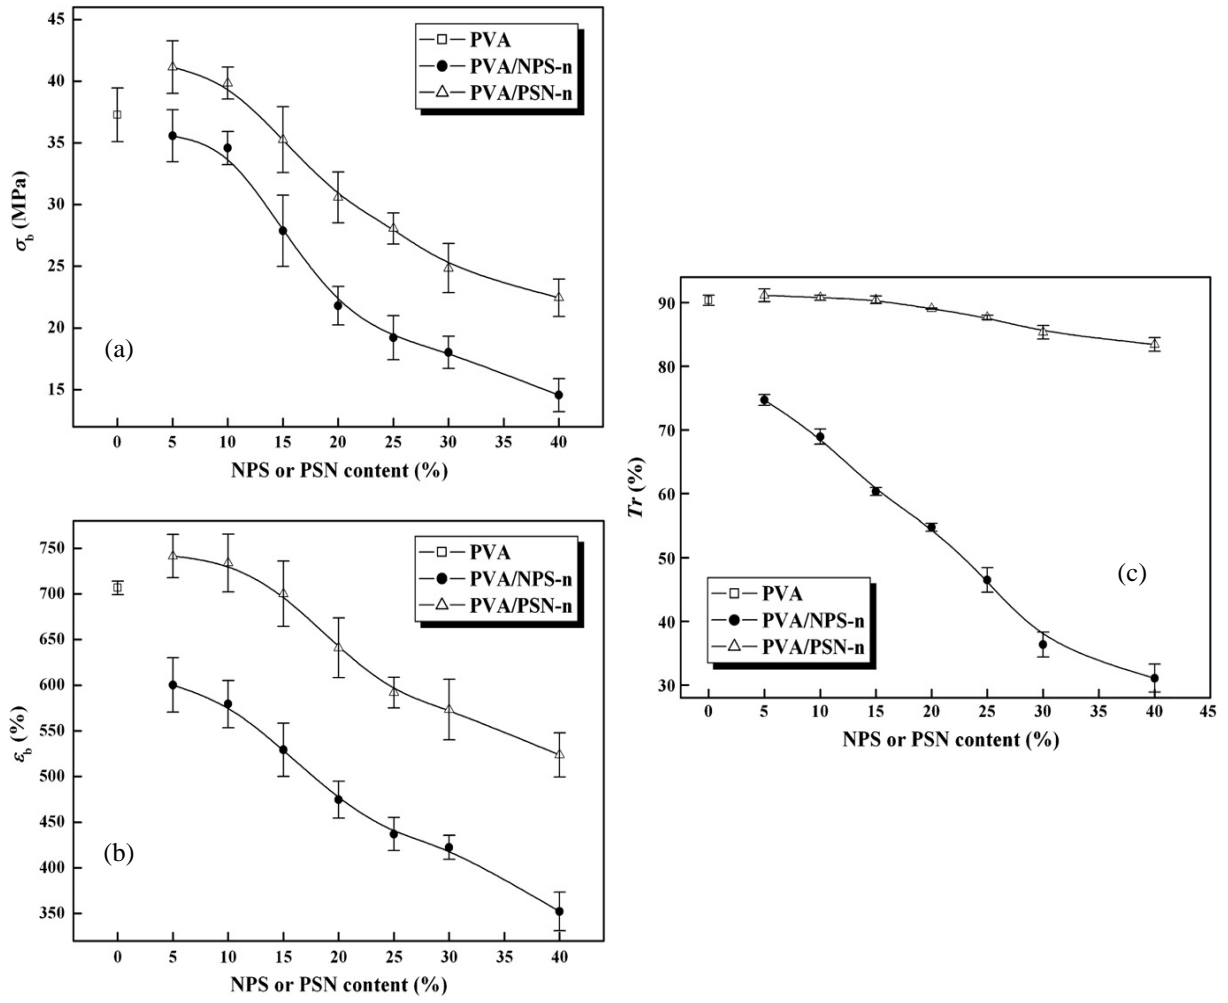 45
40
35
30
25
20
15
σb (MPa)
PVA
PVA/NPS-n
PVA/PSN-n
(a)
0 5 10 15 20 25 30 35 40
NPS or PSN content (%)
750
700
650
600
550
500
450
400
350
εb (%)
PVA
PVA/NPS-n
PVA/PSN-n
(b)
0 5 10 15 20 25 30 35 40
NPS or PSN content (%)
90
80
70
60
50
40
30
Tr (%)
(c)
PVA
PVA/NPS-n
PVA/PSN-n
0 5 10 15 20 25 30 35 40 45
NPS or PSN content (%)